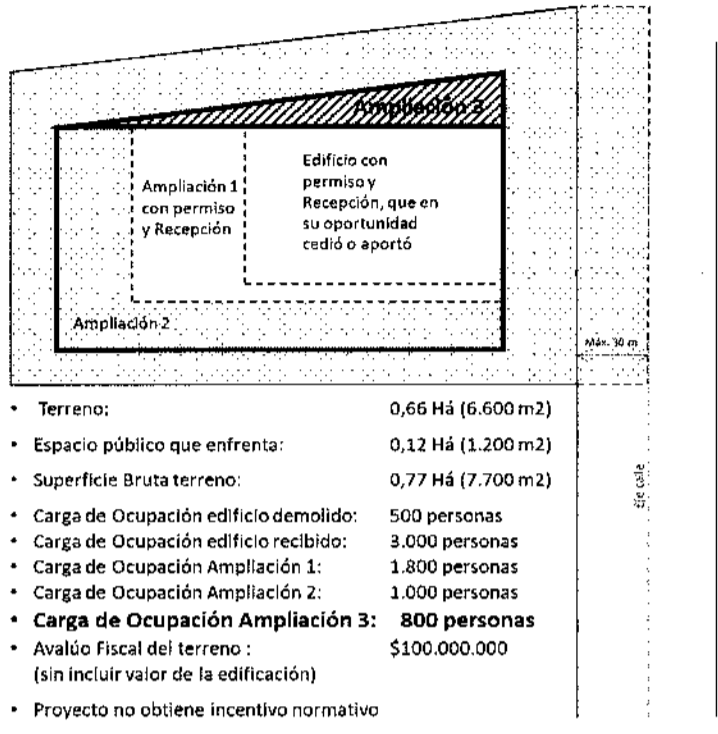 Ampliación 3
Edificio con
permiso y
Recepción, que en
su oportunidad
cedió o aportó
Ampliación 1
con permiso
y Recepción
Ampliación 2
Máx. 30 m
Eje calle
• Terreno: 0,66 Há (6.600 m2)
• Espacio público que enfrenta: 0,12 Há (1.200 m2)
• Superficie Bruta terreno: 0,77 Há (7.700 m2)
• Carga de Ocupación edificio demolido: 500 personas
• Carga de Ocupación edificio recibido: 3.000 personas
• Carga de Ocupación Ampliación 1: 1.800 personas
• Carga de Ocupación Ampliación 2: 1.000 personas
• Carga de Ocupación Ampliación 3: 800 personas
• Avalúo Fiscal del terreno : $100.000.000
(sin incluir valor de la edificación)
• Proyecto no obtiene incentivo normativo